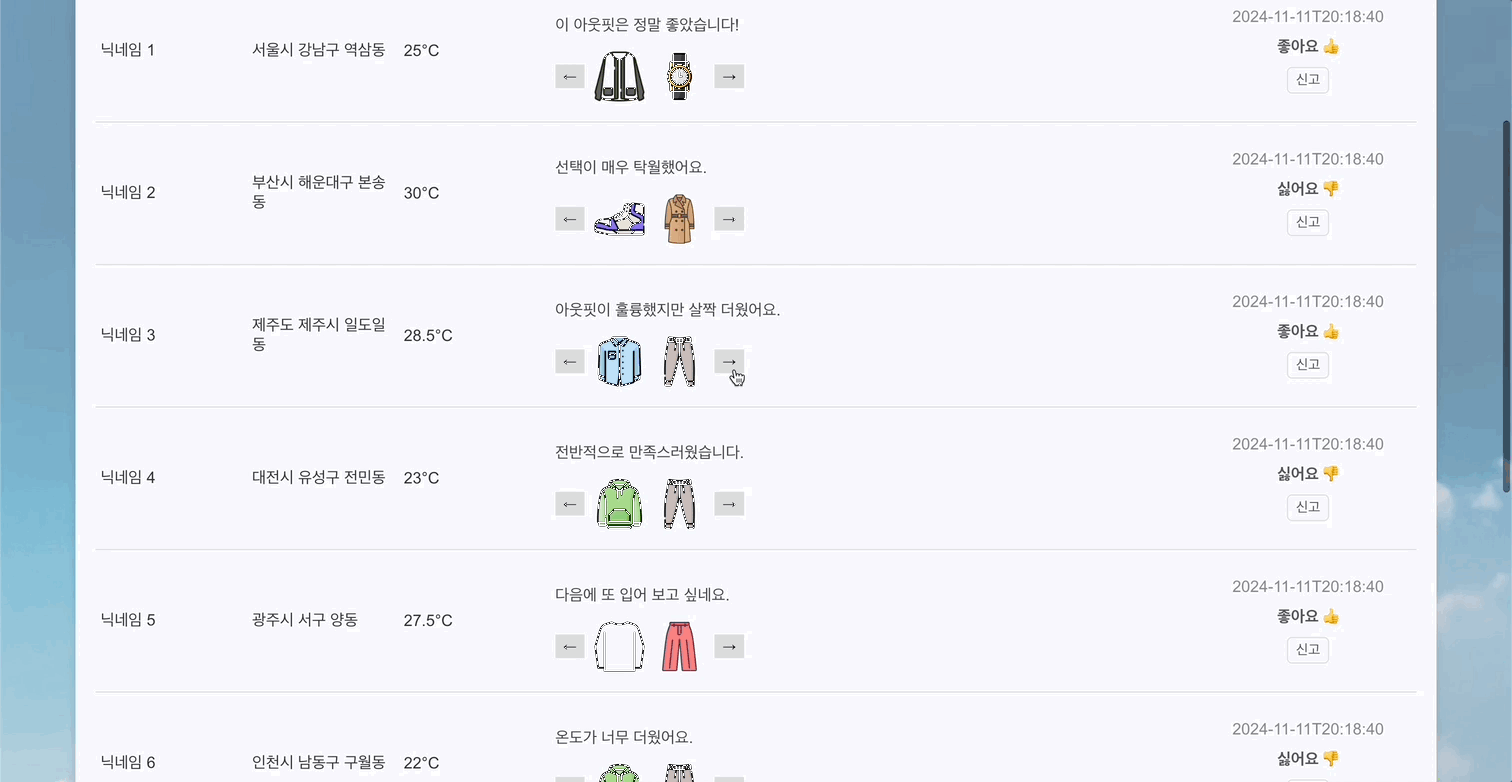 이 아웃핏은 정말 좋았습니다!
2024-11-11T20:18:40
닉네임 1
서울시 강남구 역삼동
25°C
좋아요 👍
← →
신고
선택이 매우 탁월했어요.
2024-11-11T20:18:40
닉네임 2
부산시 해운대구 본송
동
30°C
싫어요 👎
← →
신고
아웃핏이 훌륭했지만 살짝 더웠어요.
2024-11-11T20:18:40
닉네임 3
제주도 제주시 일도일
동
28.5°C
좋아요 👍
← →
신고
전반적으로 만족스러웠습니다.
2024-11-11T20:18:40
닉네임 4
대전시 유성구 전민동
23°C
싫어요 👎
← →
신고
다음에 또 입어 보고 싶네요.
2024-11-11T20:18:40
닉네임 5
광주시 서구 양동
27.5°C
좋아요 👍
← →
신고
온도가 너무 더웠어요.
2024-11-11T20:18:40
닉네임 6
인천시 남동구 구월동
22°C
싫어요 👎